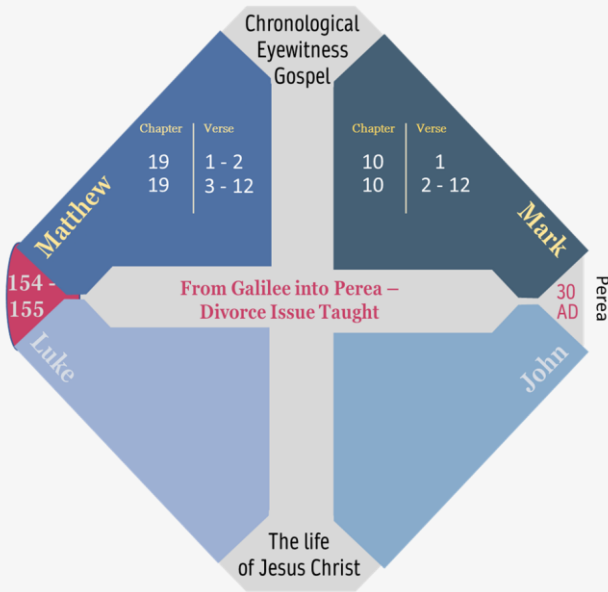 Chronological
Eyewitness
Gospel
Chapter Verse
19 1 - 2
19 3 - 12
Matthew
Chapter Verse
10 1
10 2 - 12
Mark
154 -
155
From Galilee into Perea –
Divorce Issue Taught
30
AD
Perea
Luke
John
The life
of Jesus Christ